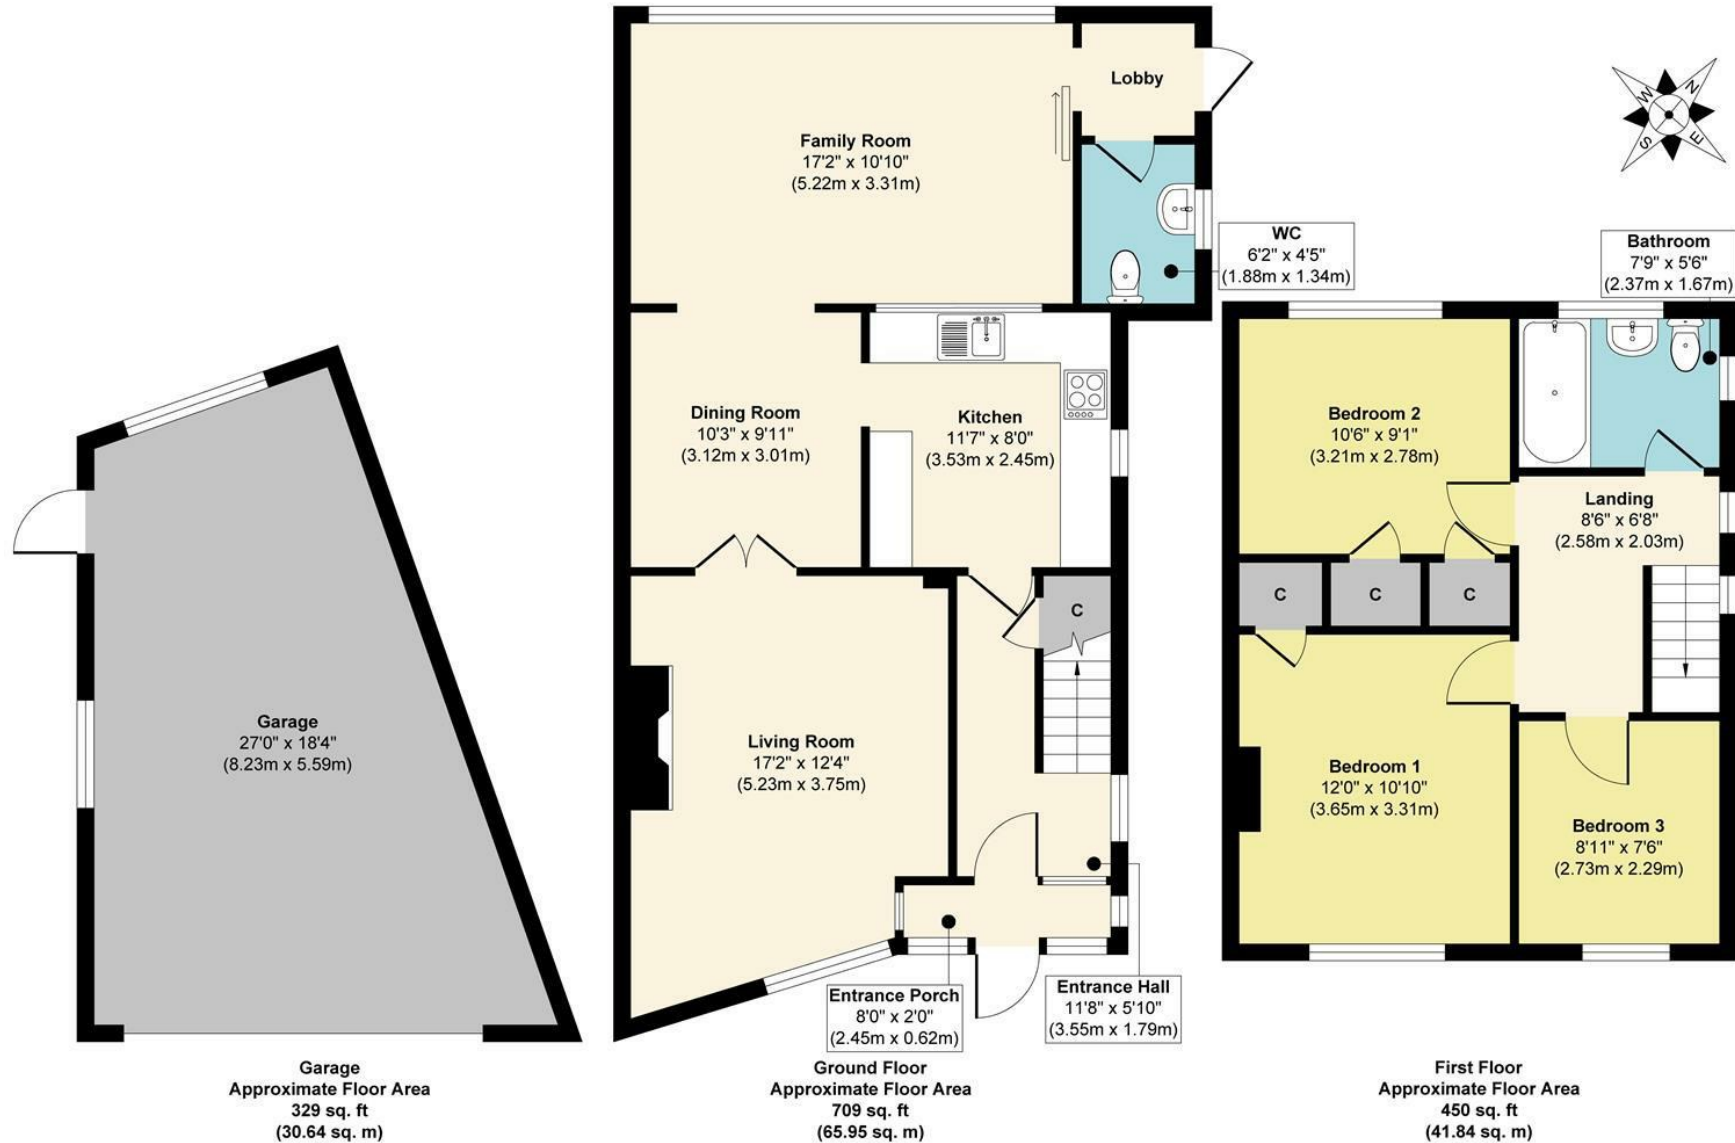 Lobby
Family Room
17'2" x 10'10"
(5.22m x 3.31m)
N
W
E
S
WC
6'2" x 4'5"
(1.88m x 1.34m)
Bathroom
7'9" x 5'6"
(2.37m x 1.67m)
Dining Room
10'3" x 9'11"
(3.12m x 3.01m)
Kitchen
11'7" x 8'0"
(3.53m x 2.45m)
Bedroom 2
10'6" x 9'1"
(3.21m x 2.78m)
Landing
8'6" x 6'8"
(2.58m x 2.03m)
C
C
C
C
Garage
27'0" x 18'4"
(8.23m x 5.59m)
Living Room
17'2" x 12'4"
(5.23m x 3.75m)
Bedroom 1
12'0" x 10'10"
(3.65m x 3.31m)
Bedroom 3
8'11" x 7'6"
(2.73m x 2.29m)
Entrance Porch
8'0" x 2'0"
(2.45m x 0.62m)
Entrance Hall
11'8" x 5'10"
(3.55m x 1.79m)
Garage
Approximate Floor Area
329 sq. ft
(30.64 sq. m)
Ground Floor
Approximate Floor Area
709 sq. ft
(65.95 sq. m)
First Floor
Approximate Floor Area
450 sq. ft
(41.84 sq. m)